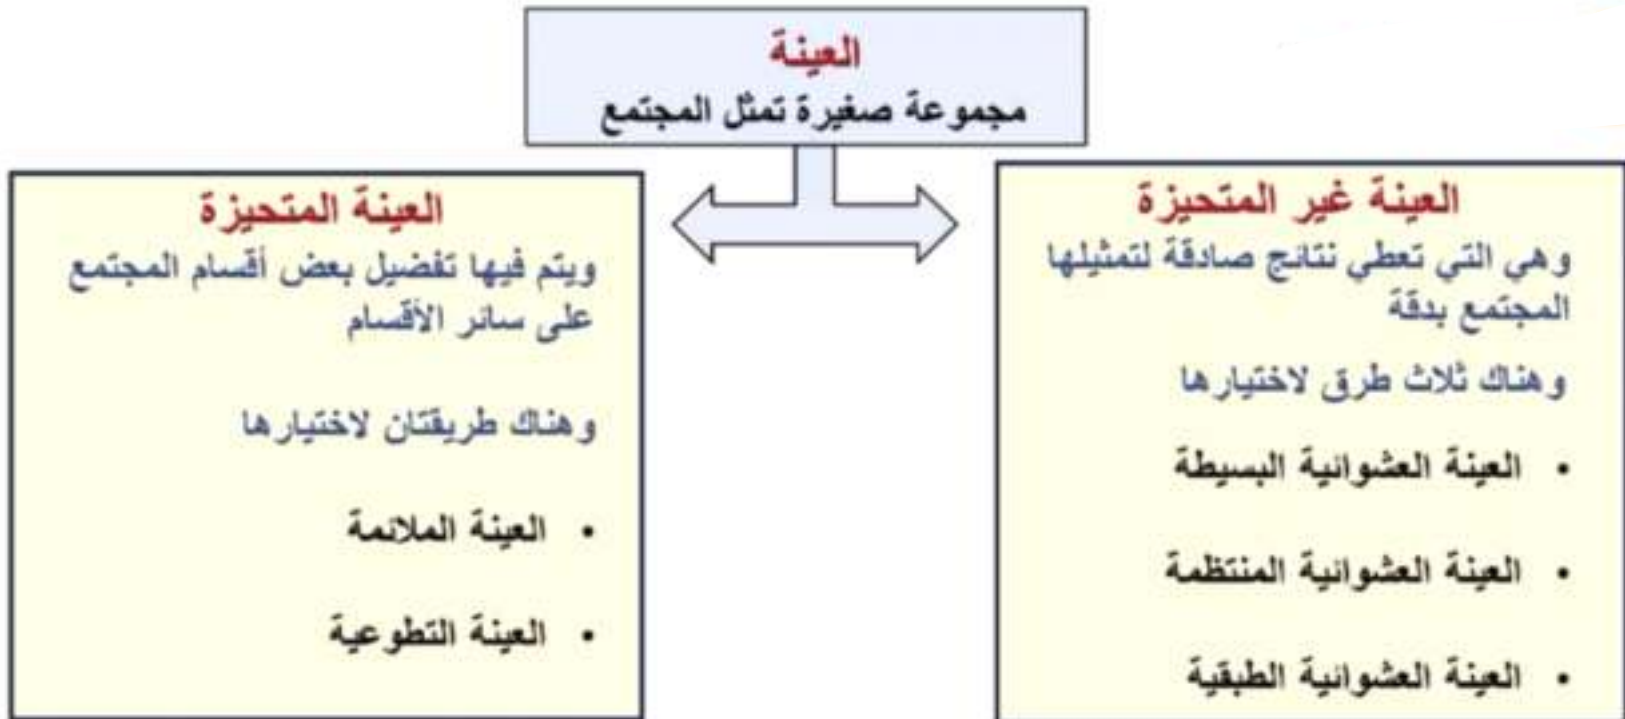 العينة
مجموعة صغيرة تمثل المجتمع
العينة غير المتحيزة
وهي التي تعطي نتائج صادقة لتمثيلها
المجتمع بدقة
وهناك ثلاث طرق لاختيارها
• العينة العشوائية البسيطة
• العينة العشوائية المنتظمة
• العينة العشوائية الطبقية
العينة المتحيزة
ويتم فيها تفضيل بعض أقسام المجتمع
على سائر الأقسام
وهناك طريقتان لاختيارها
• العينة الملائمة
• العينة التطوعية